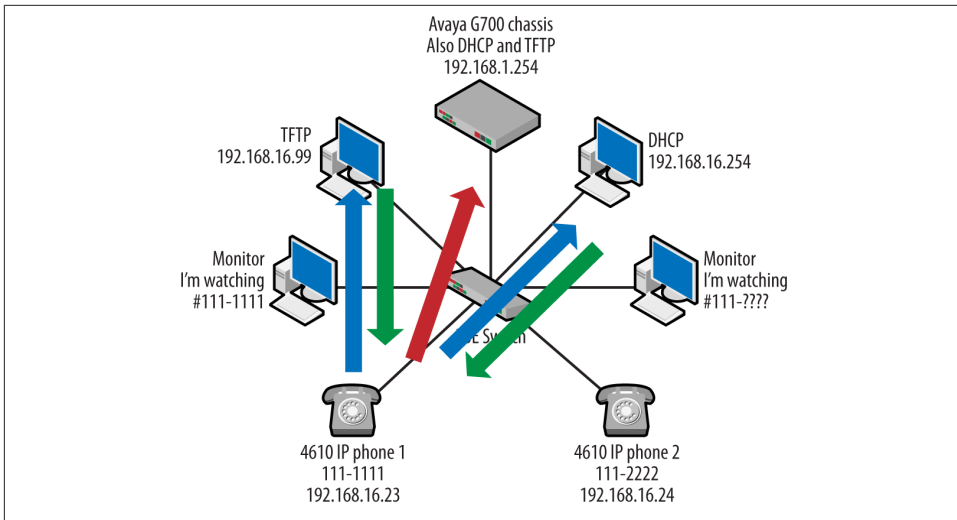 Avaya G700 chassis
Also DHCP and TFTP
192.168.1.254
TFTP
192.168.16.99
DHCP
192.168.16.254
Monitor
I'm watching
#111-1111
Monitor
I'm watching
#111-????
Switch
4610 IP phone 1
111-1111
192.168.16.23
4610 IP phone 2
111-2222
192.168.16.24